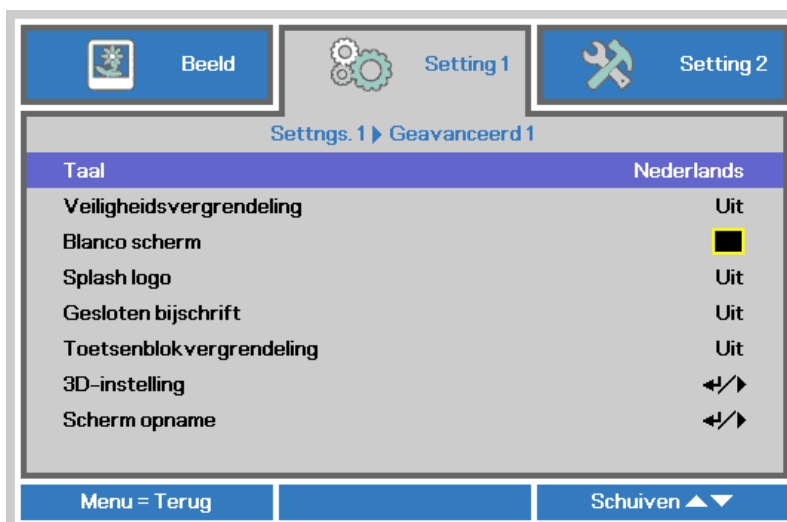 Beeld
Setting 1
Setting 2
Settngs. 1 Geavanceerd 1
Taal Nederlands
Veiligheidsvergrendeling Uit
Blanco scherm
Splash logo Uit
Gesloten bijschrift Uit
Toetsenblokvergrendeling Uit
3D-instelling ↵/▶
Scherm opname ↵/▶
Menu = Terug
Schuiven ▲▼